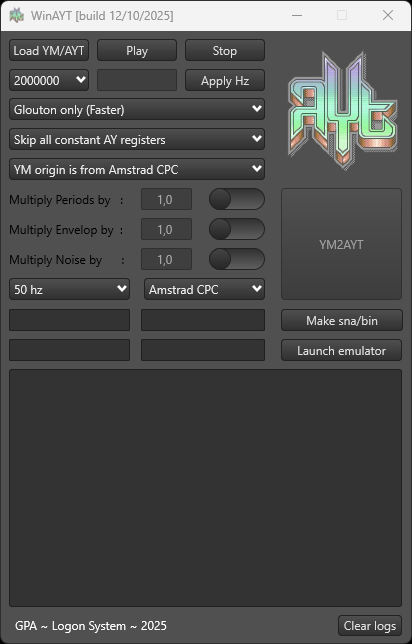 WinAYT [build 12/10/2025]
Load YM/AYT Play Stop
2000000 Apply Hz
Glouton only (Faster)
Skip all constant AY registers
YM origin is from Amstrad CPC
AYt
Multiply Periods by : 1,0
Multiply Envelop by : 1,0
YM2AYT
Multiply Noise by : 1,0
50 hz Amstrad CPC
Make sna/bin
Launch emulator
GPA ~ Logon System ~ 2025 Clear logs